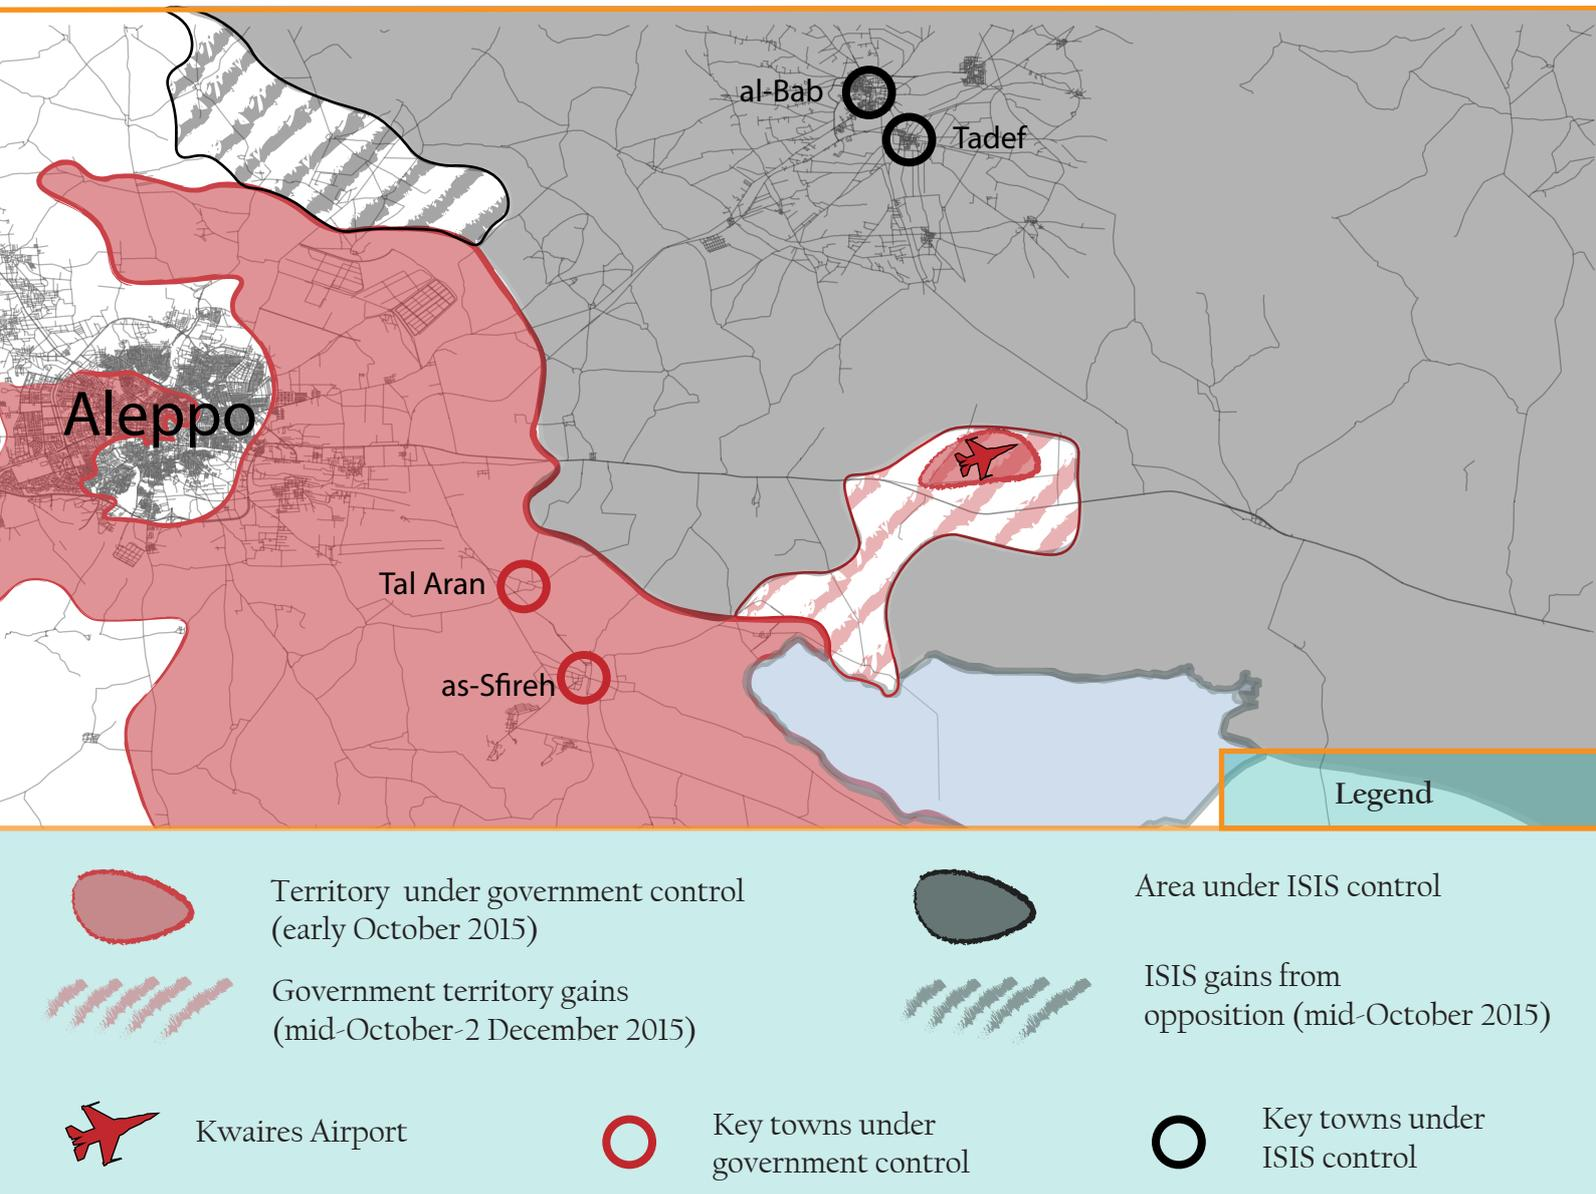 al-Bab
Tadef
Aleppo
Tal Aran
as-Sfireh
Legend
Territory under government control
(early October 2015)
Area under ISIS control
Government territory gains
(mid-October-2 December 2015)
ISIS gains from
opposition (mid-October 2015)
Kwaires Airport
Key towns under
government control
Key towns under
ISIS control